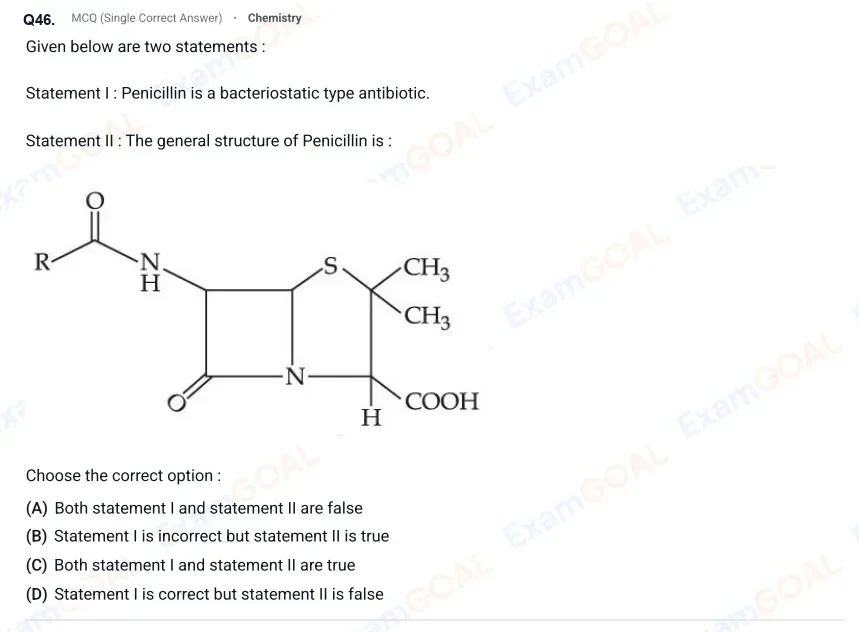 Q46. MCQ (Single Correct Answer) · Chemistry
Given below are two statements :
Statement I : Penicillin is a bacteriostatic type antibiotic.
Statement II : The general structure of Penicillin is :
O
R
N
H
S
CH3
CH3
N
O
COOH
H
Choose the correct option :
(A) Both statement I and statement II are false
(B) Statement I is incorrect but statement II is true
(C) Both statement I and statement II are true
(D) Statement I is correct but statement II is false
ExamGOAL